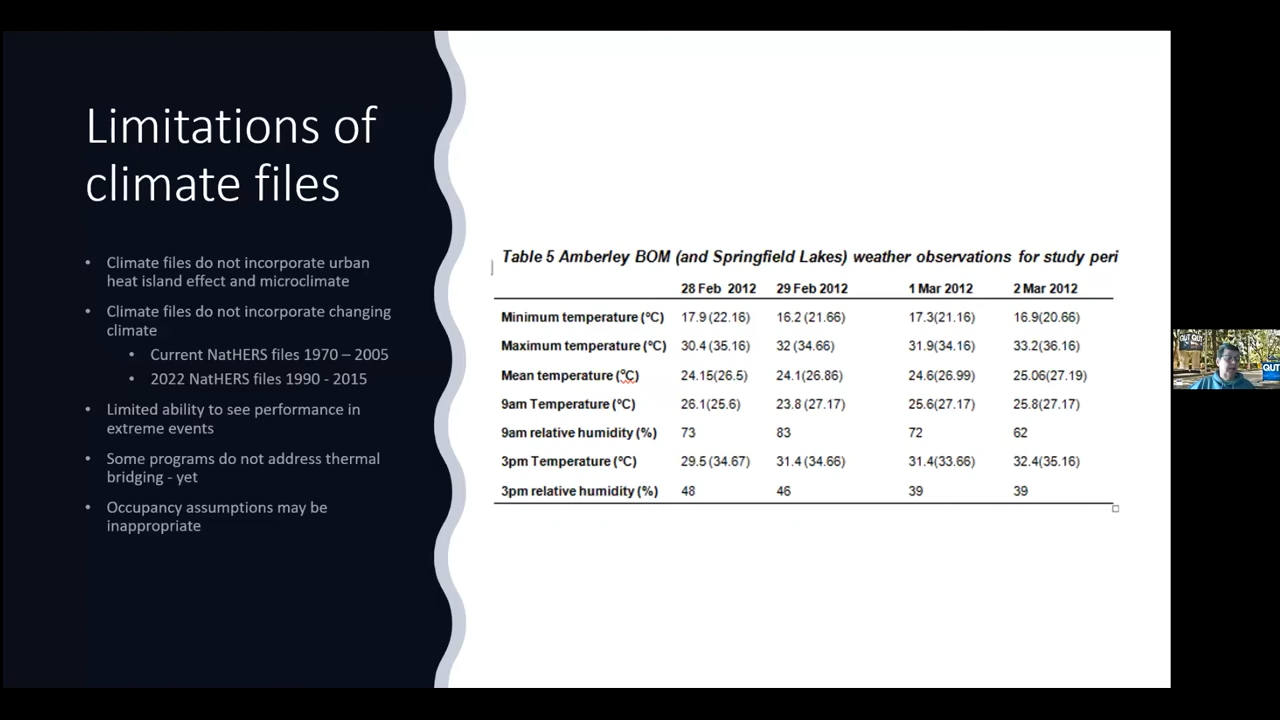 Limitations of
climate files
• Climate files do not incorporate urban
heat island effect and microclimate
• Climate files do not incorporate changing
climate
• Current NatHERS files 1970 – 2005
• 2022 NatHERS files 1990 - 2015
• Limited ability to see performance in
extreme events
• Some programs do not address thermal
bridging - yet
• Occupancy assumptions may be
inappropriate
Table 5 Amberley BOM (and Springfield Lakes) weather observations for study peri
28 Feb 2012 29 Feb 2012 1 Mar 2012 2 Mar 2012
Minimum temperature (°C) 17.9 (22.16) 16.2 (21.66) 17.3(21.16) 16.9(20.66)
Maximum temperature (°C) 30.4 (35.16) 32 (34.66) 31.9(34.16) 33.2(36.16)
Mean temperature (°C) 24.15(26.5) 24.1(26.86) 24.6(26.99) 25.06(27.19)
9am Temperature (°C) 26.1(25.6) 23.8 (27.17) 25.6(27.17) 25.8(27.17)
9am relative humidity (%) 73 83 72 62
3pm Temperature (°C) 29.5 (34.67) 31.4 (34.66) 31.4(33.66) 32.4(35.16)
3pm relative humidity (%) 48 46 39 39
QUT QUT
QUT